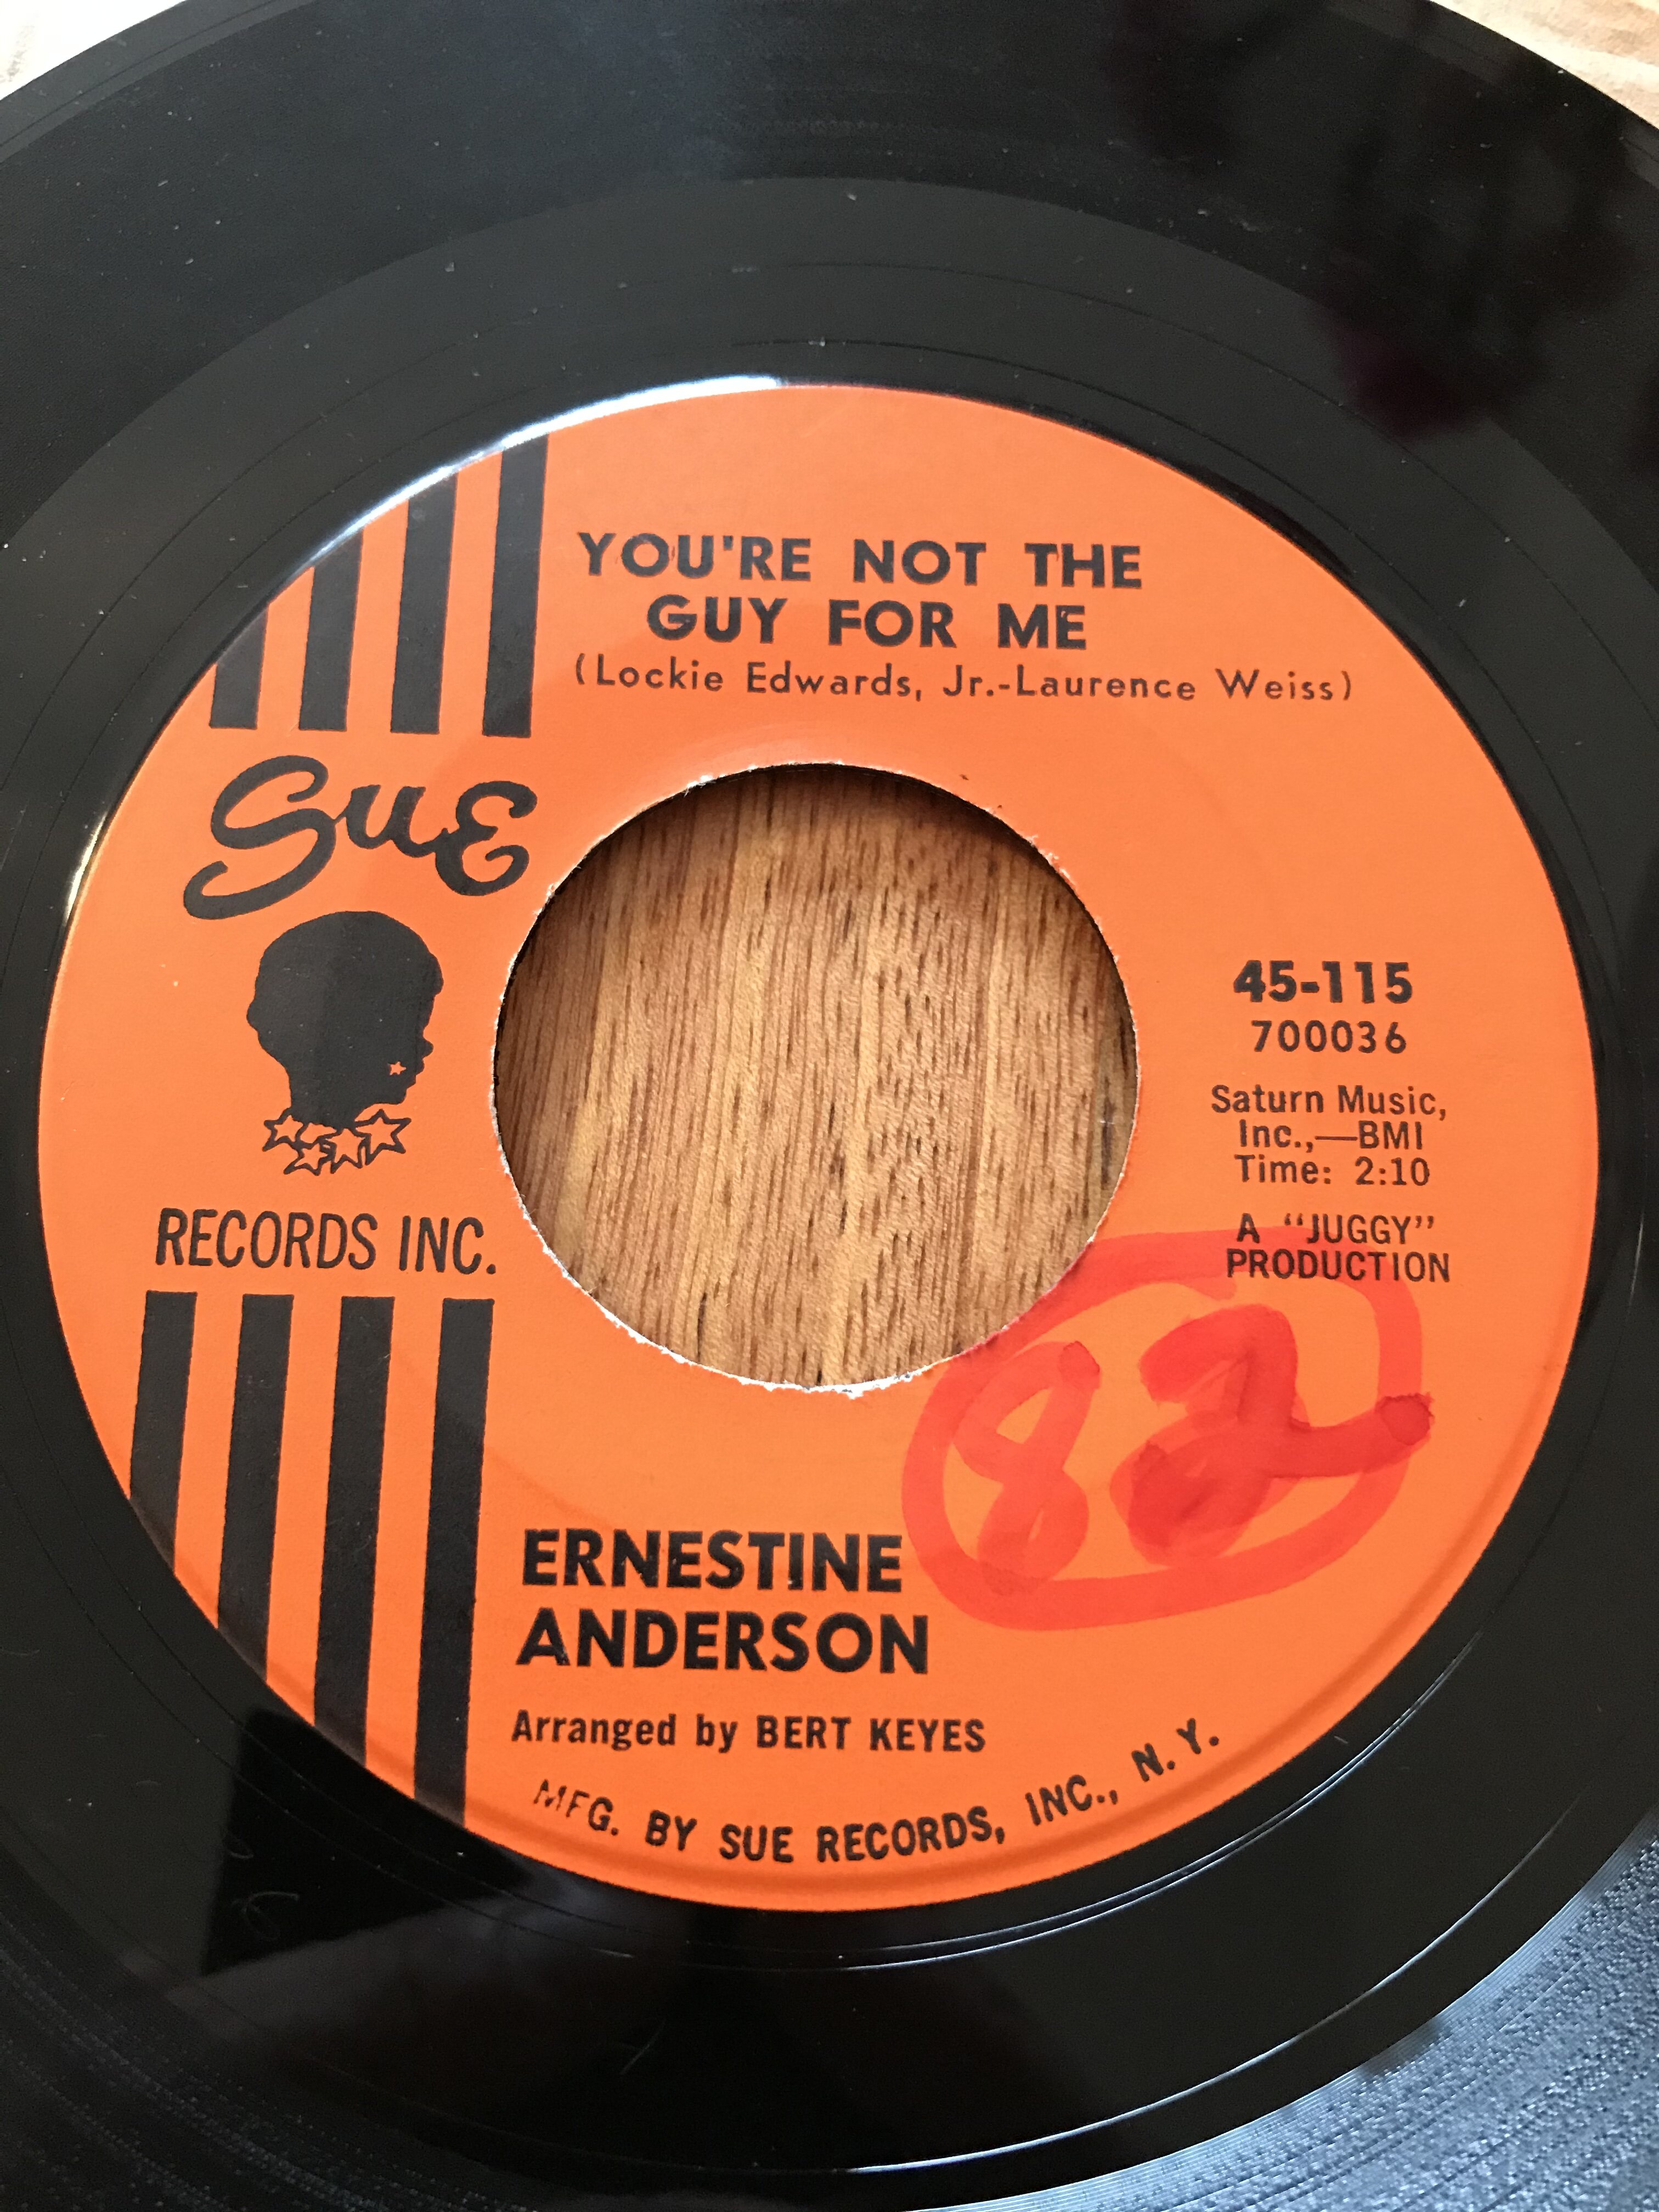 YOU'RE NOT THE
GUY FOR ME
(Lockie Edwards, Jr.-Laurence Weiss)
Sue
RECORDS INC.
45-115
700036
Saturn Music,
Inc.,—BMI
Time: 2:10
A "JUGGY"
PRODUCTION
82
ERNESTINE
ANDERSON
Arranged by BERT KEYES
MFG. BY SUE RECORDS, INC., N. Y.